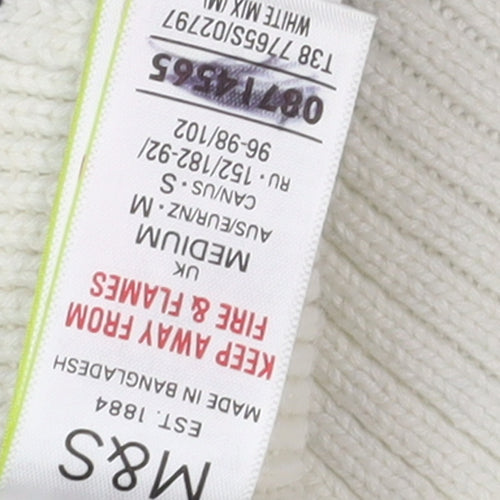 M&S
EST. 1884
MADE IN BANGLADESH
KEEP AWAY FROM
FIRE & FLAMES
UK
MEDIUM
AUS/EUR/NZ · M
CAN/US · S
RU · 152/182-92/
96-98/102
08714565
T38 7765S/02797
WHITE MIX (M)